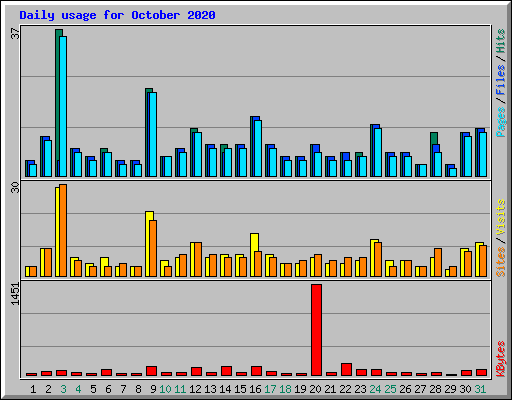 Daily usage for October 2020
37
Pages / Files / Hits
30
Sites / Visits
1451
KBytes
1 2 3 4 5 6 7 8 9 10 11 12 13 14 15 16 17 18 19 20 21 22 23 24 25 26 27 28 29 30 31